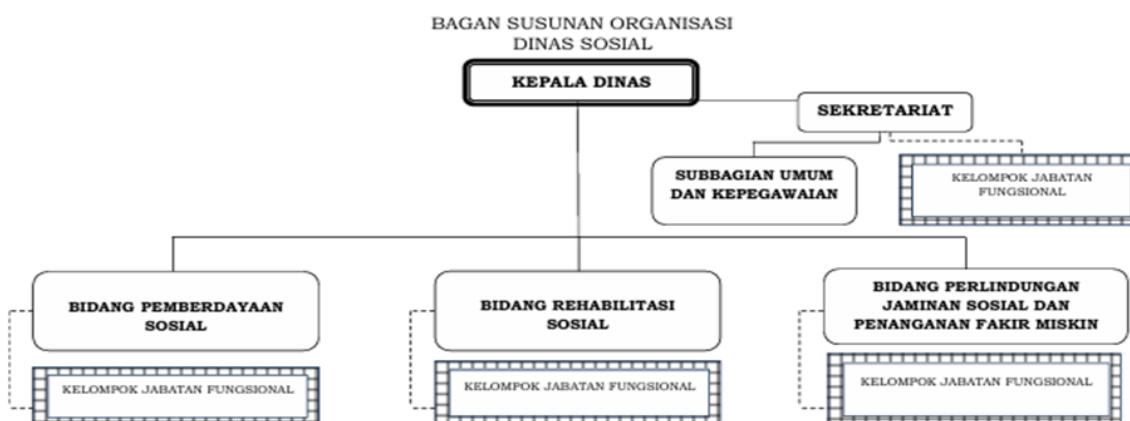 BAGAN SUSUNAN ORGANISASI
DINAS SOSIAL
KEPALA DINAS
SEKRETARIAT
SUBBAGIAN UMUM
DAN KEPEGAWAIAN
KELOMPOK JABATAN
FUNGSIONAL
BIDANG PEMBERDAYAAN
SOSIAL
BIDANG REHABILITASI
SOSIAL
BIDANG PERLINDUNGAN
JAMINAN SOSIAL DAN
PENANGANAN FAKIR MISKIN
KELOMPOK JABATAN FUNGSIONAL
KELOMPOK JABATAN FUNGSIONAL
KELOMPOK JABATAN FUNGSIONAL